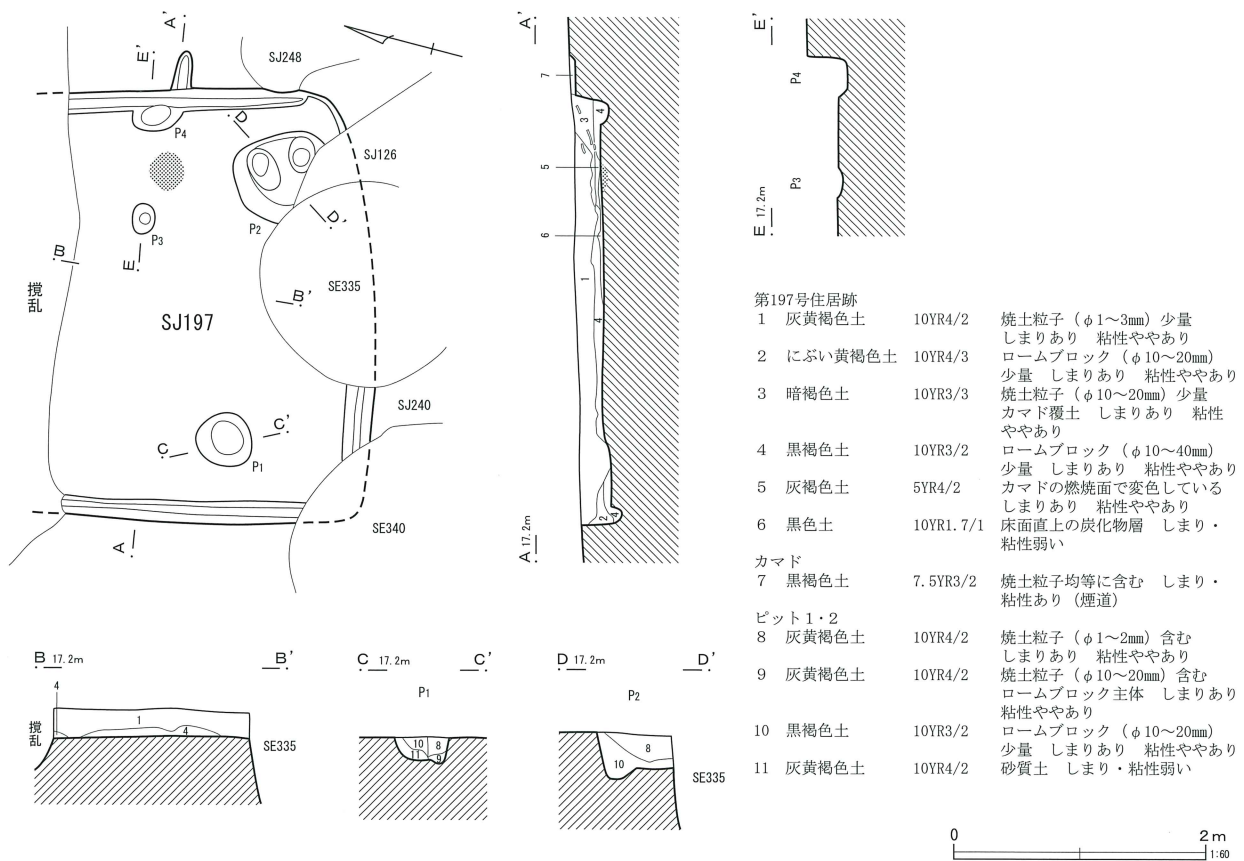 A'
E'
SJ248
P4
D
SJ126
P3
E
P2
D'
B
撹乱
SJ197
SE335
B'
SJ240
C
C'
P1
SE340
A
A'
7
3
4
5
6
1
4
2
4
A 17.2m
E'
P4
P3
E 17.2m
第197号住居跡
1 灰黄褐色土 10YR4/2 焼土粒子（φ1～3㎜）少量
しまりあり 粘性ややあり
2 にぶい黄褐色土 10YR4/3 ロームブロック（φ10～20㎜）
少量 しまりあり 粘性ややあり
3 暗褐色土 10YR3/3 焼土粒子（φ10～20㎜）少量
カマド覆土 しまりあり 粘性
ややあり
4 黒褐色土 10YR3/2 ロームブロック（φ10～40㎜）
少量 しまりあり 粘性ややあり
5 灰褐色土 5YR4/2 カマドの燃焼面で変色している
しまりあり 粘性ややあり
6 黒色土 10YR1.7/1 床面直上の炭化物層 しまり・
粘性弱い
カマド
7 黒褐色土 7.5YR3/2 焼土粒子均等に含む しまり・
粘性あり（煙道）
ピット1・2
8 灰黄褐色土 10YR4/2 焼土粒子（φ1～2㎜）含む
しまりあり 粘性ややあり
9 灰黄褐色土 10YR4/2 焼土粒子（φ10～20㎜）含む
ロームブロック主体 しまりあり
粘性ややあり
10 黒褐色土 10YR3/2 ロームブロック（φ10～20㎜）
少量 しまりあり 粘性ややあり
11 灰黄褐色土 10YR4/2 砂質土 しまり・粘性弱い
B 17.2m B'
4
1
4
撹乱
SE335
C 17.2m C'
P1
10 8
11 9
D 17.2m D'
P2
8
10
SE335
0 2m
1:60